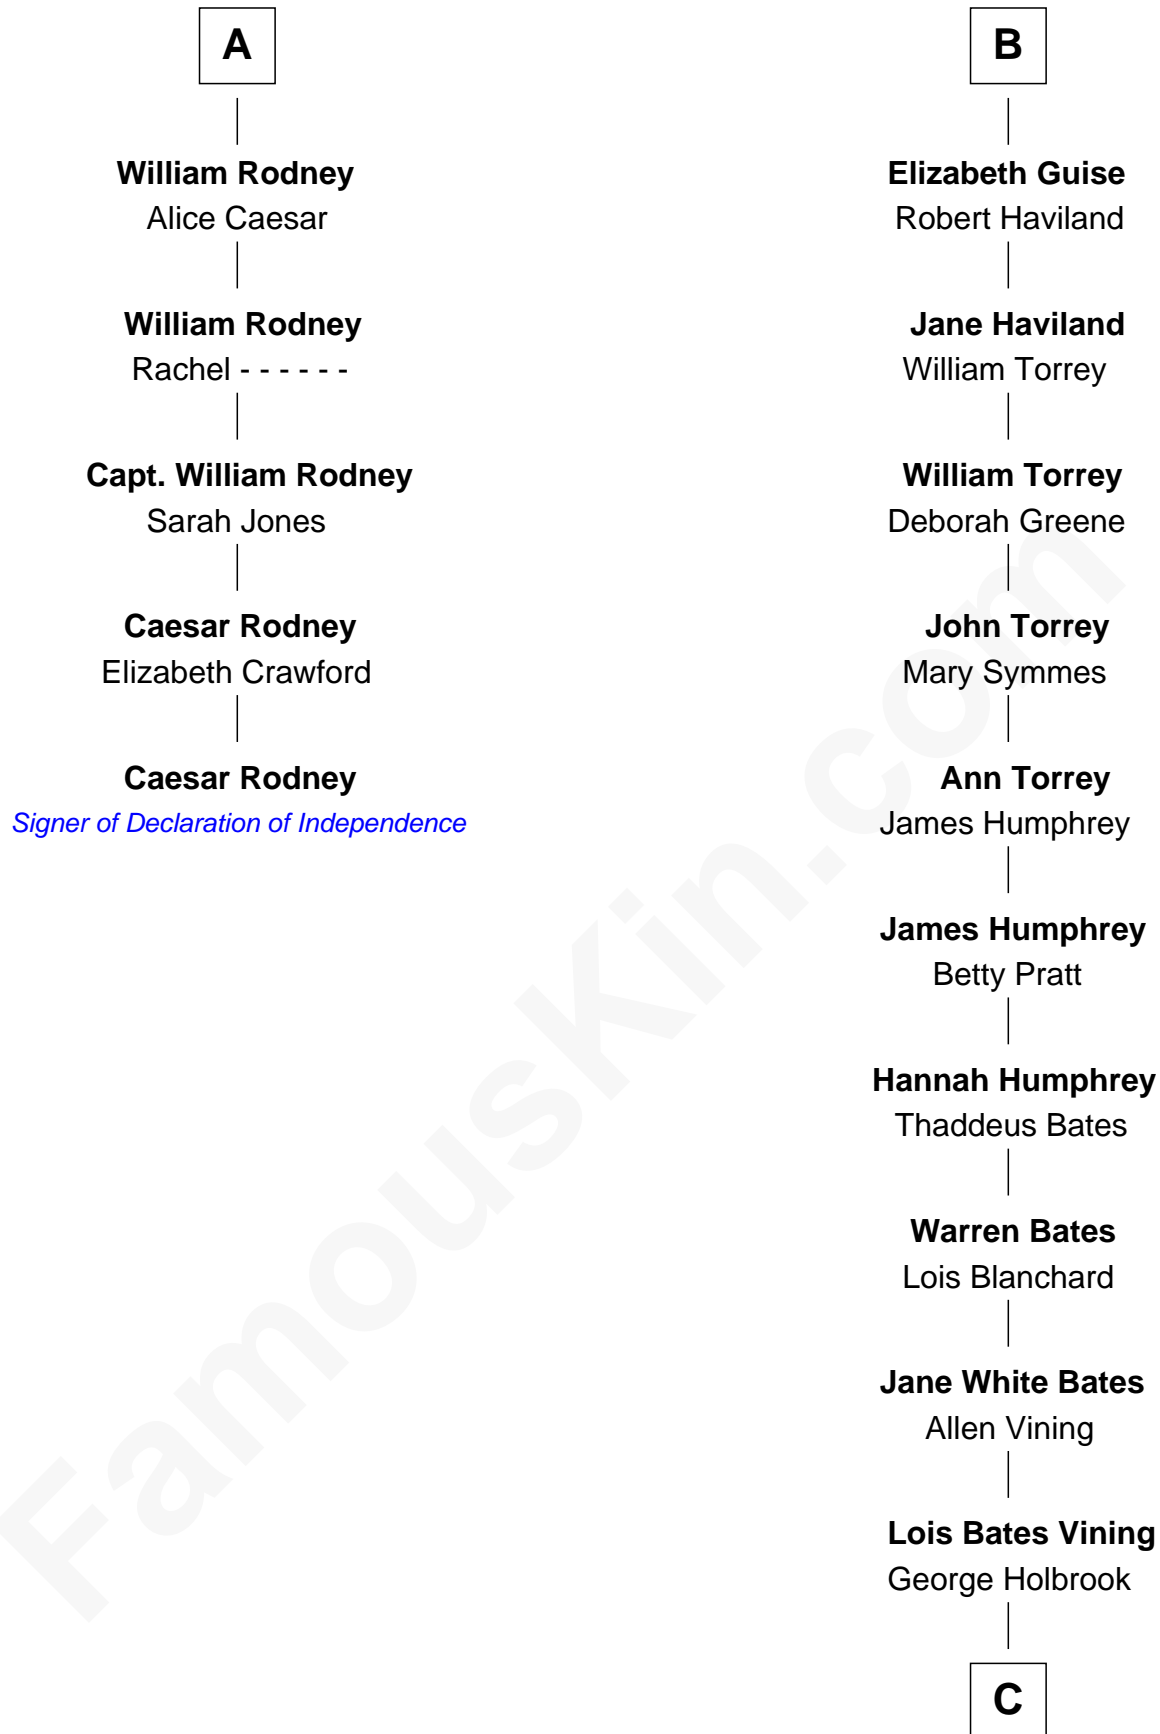 A
William Rodney
Alice Caesar
William Rodney
Rachel - - - - - -
Capt. William Rodney
Sarah Jones
Caesar Rodney
Elizabeth Crawford
Caesar Rodney
Signer of Declaration of Independence
B
Elizabeth Guise
Robert Haviland
Jane Haviland
William Torrey
William Torrey
Deborah Greene
John Torrey
Mary Symmes
Ann Torrey
James Humphrey
James Humphrey
Betty Pratt
Hannah Humphrey
Thaddeus Bates
Warren Bates
Lois Blanchard
Jane White Bates
Allen Vining
Lois Bates Vining
George Holbrook
C
FamousKin.com